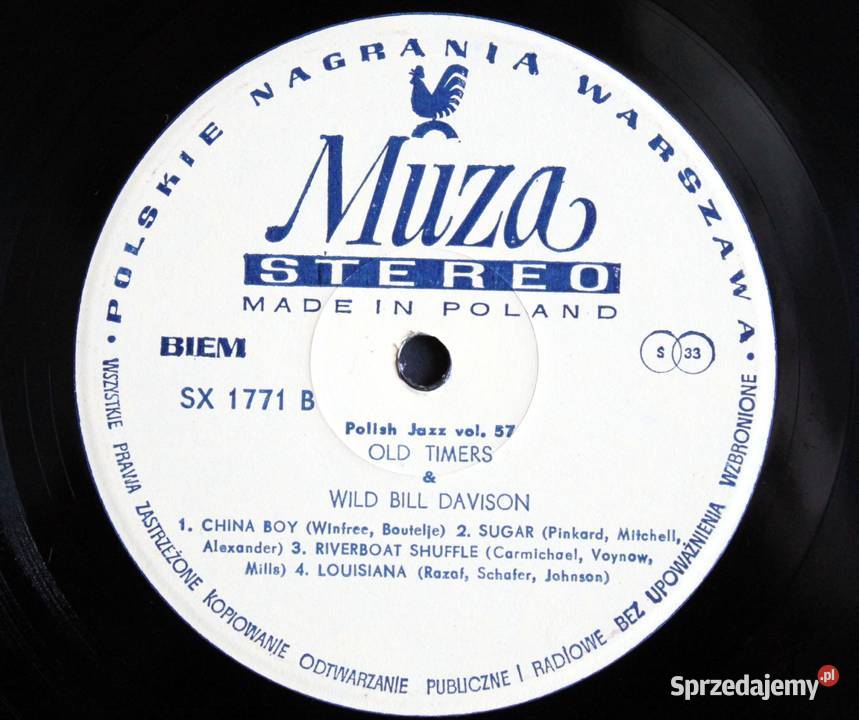 • POLSKIE NAGRANIA WARSZAWA •
Muza
STEREO
MADE IN POLAND
BIEM
S 33
SX 1771 B
Polish Jazz vol. 57
OLD TIMERS
&
WILD BILL DAVISON
1. CHINA BOY (Winfree, Boutelje) 2. SUGAR (Pinkard, Mitchell,
Alexander) 3. RIVERBOAT SHUFFLE (Carmichael, Voynow,
Mills) 4. LOUISIANA (Razaf, Schafer, Johnson)
WSZYSTKIE PRAWA ZASTRZEŻONE KOPIOWANIE ODTWARZANIE PUBLICZNE I RADIOWE BEZ UPOWAŻNIENIA WZBRONIONE
Sprzedajemy.pl